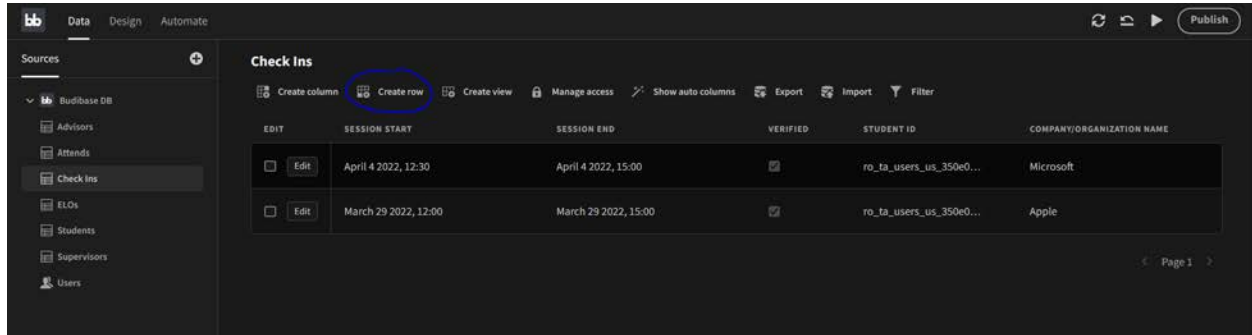 bb Data Design Automate Publish
Sources
Check Ins
Create column Create row Create view Manage access Show auto columns Export Import Filter
bb Budibase DB
Advisors
Attends
Check Ins
ELOs
Students
Supervisors
Users
EDIT SESSION START SESSION END VERIFIED STUDENT ID COMPANY/ORGANIZATION NAME
Edit April 4 2022, 12:30 April 4 2022, 15:00 ro_ta_users_us_350e0... Microsoft
Edit March 29 2022, 12:00 March 29 2022, 15:00 ro_ta_users_us_350e0... Apple
Page 1